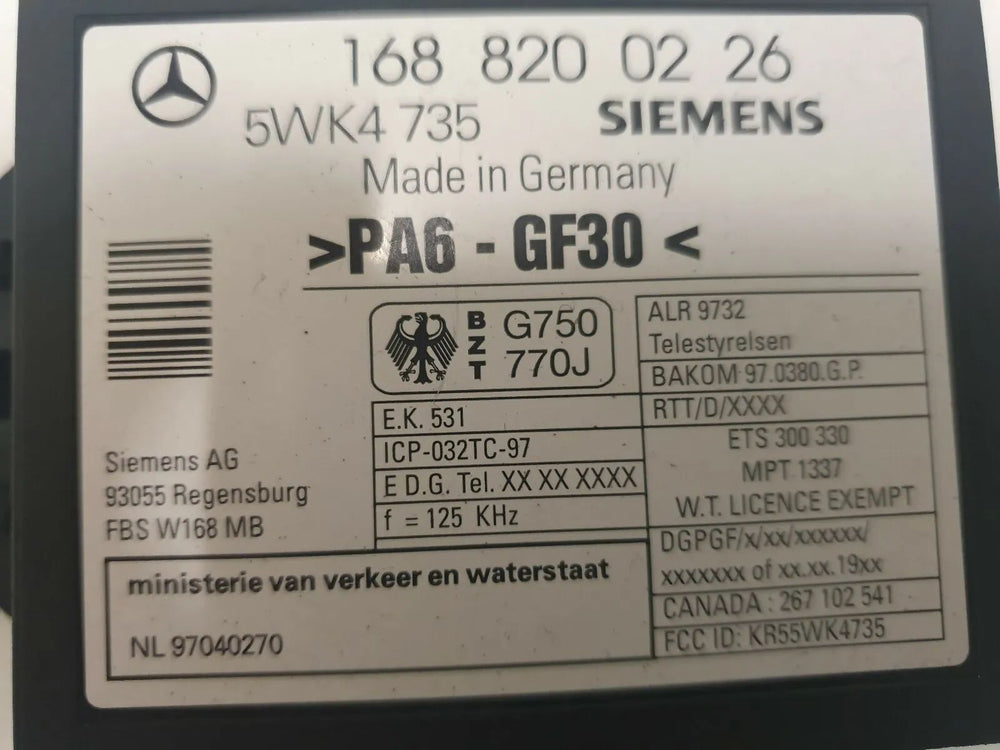 168 820 02 26
5WK4 735 SIEMENS
Made in Germany
>PA6 - GF30<
BZT G750
770J
E.K. 531
ICP-032TC-97
E D.G. Tel. XX XX XXXX
f = 125 KHz
ALR 9732
Telestyrelsen
BAKOM 97.0380.G.P.
RTT/D/XXXX
ETS 300 330
MPT 1337
W.T. LICENCE EXEMPT
DGPGF/x/xx/xxxxxx/
xxxxxxx of xx.xx.19xx
CANADA : 267 102 541
FCC ID: KR55WK4735
Siemens AG
93055 Regensburg
FBS W168 MB
ministerie van verkeer en waterstaat
NL 97040270